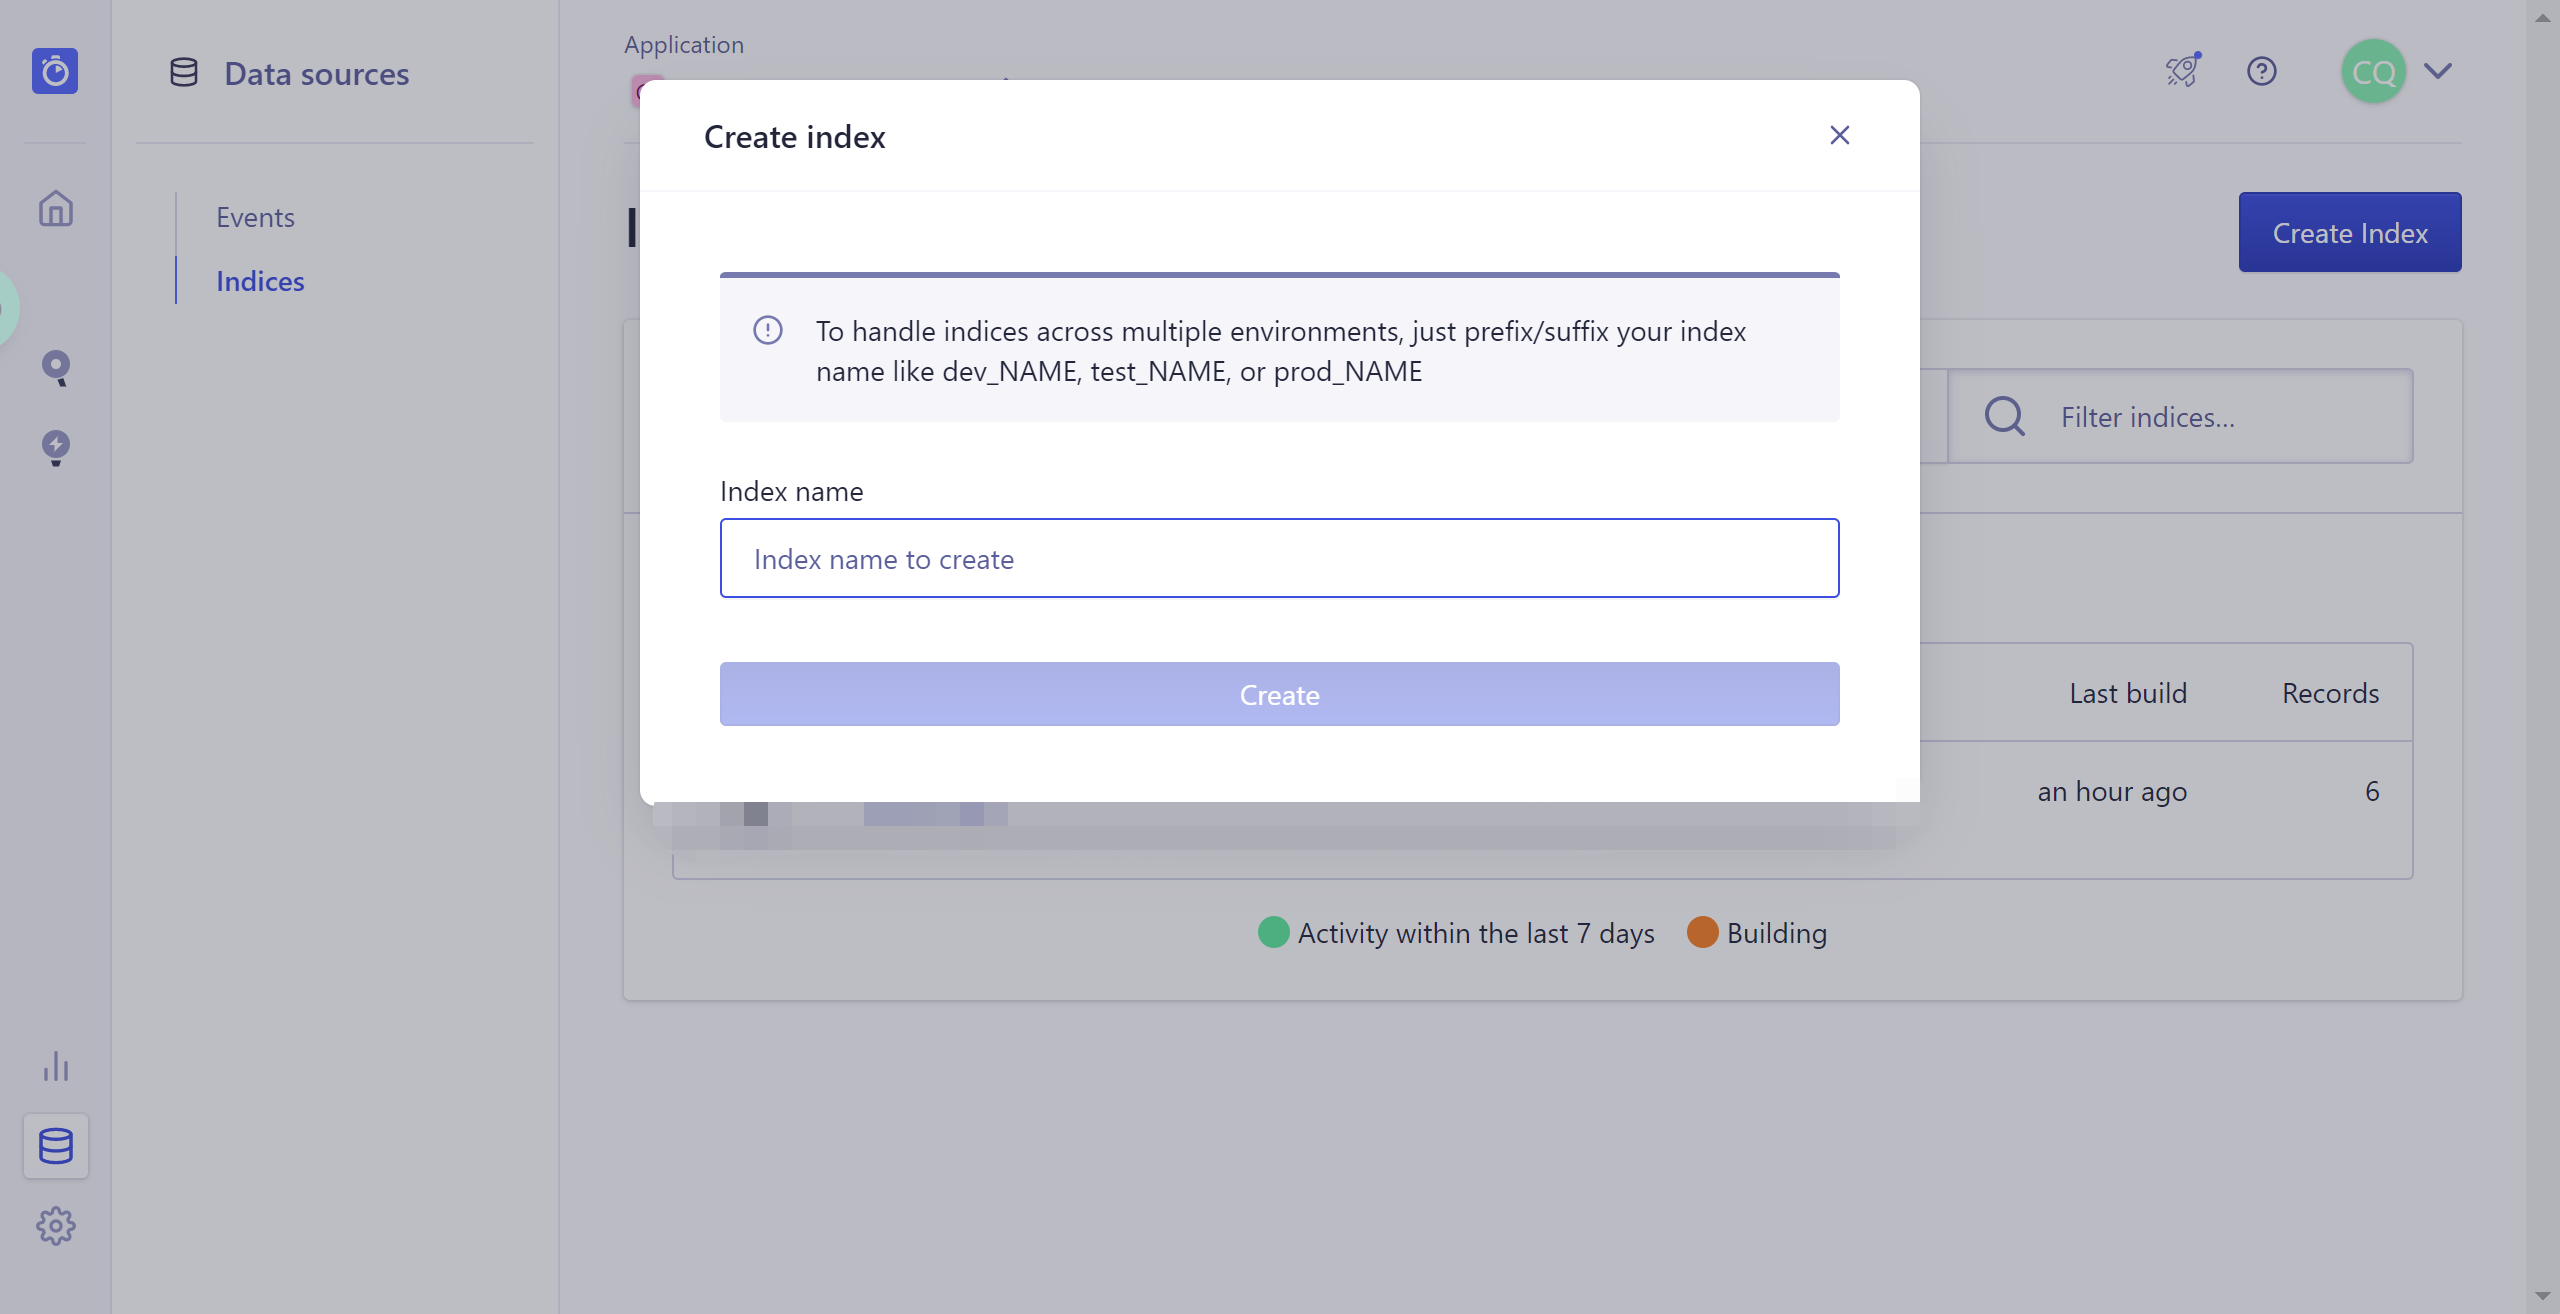 Data sources
Events
Indices
Application
CQ
Create Index
Filter indices...
Last build
Records
an hour ago
6
Activity within the last 7 days
Building
Create index
To handle indices across multiple environments, just prefix/suffix your index
name like dev_NAME, test_NAME, or prod_NAME
Index name
Index name to create
Create